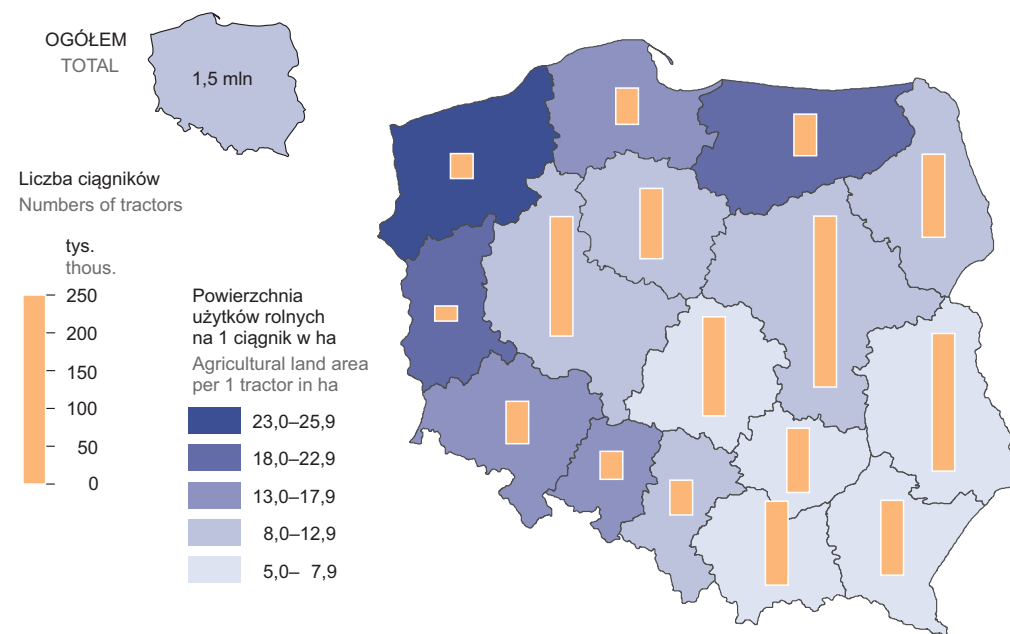 OGÓŁEM
TOTAL
1,5 mln
Liczba ciągników
Numbers of tractors
tys.
thous.
250
200
150
100
50
0
Powierzchnia
użytków rolnych
na 1 ciągnik w ha
Agricultural land area
per 1 tractor in ha
23,0–25,9
18,0–22,9
13,0–17,9
8,0–12,9
5,0– 7,9